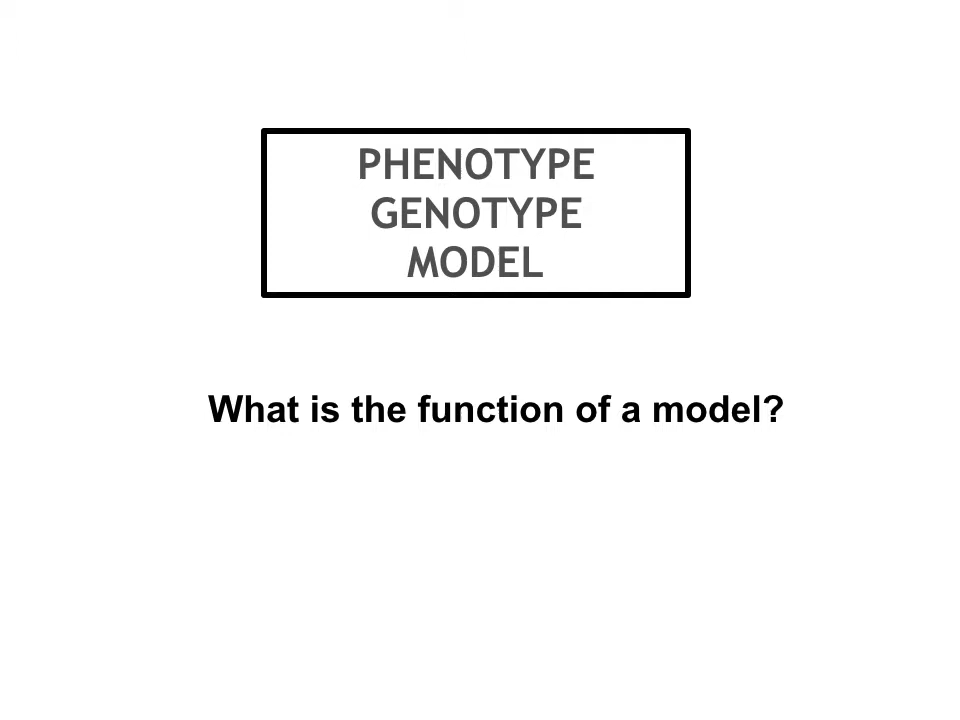 PHENOTYPE
GENOTYPE
MODEL
What is the function of a model?